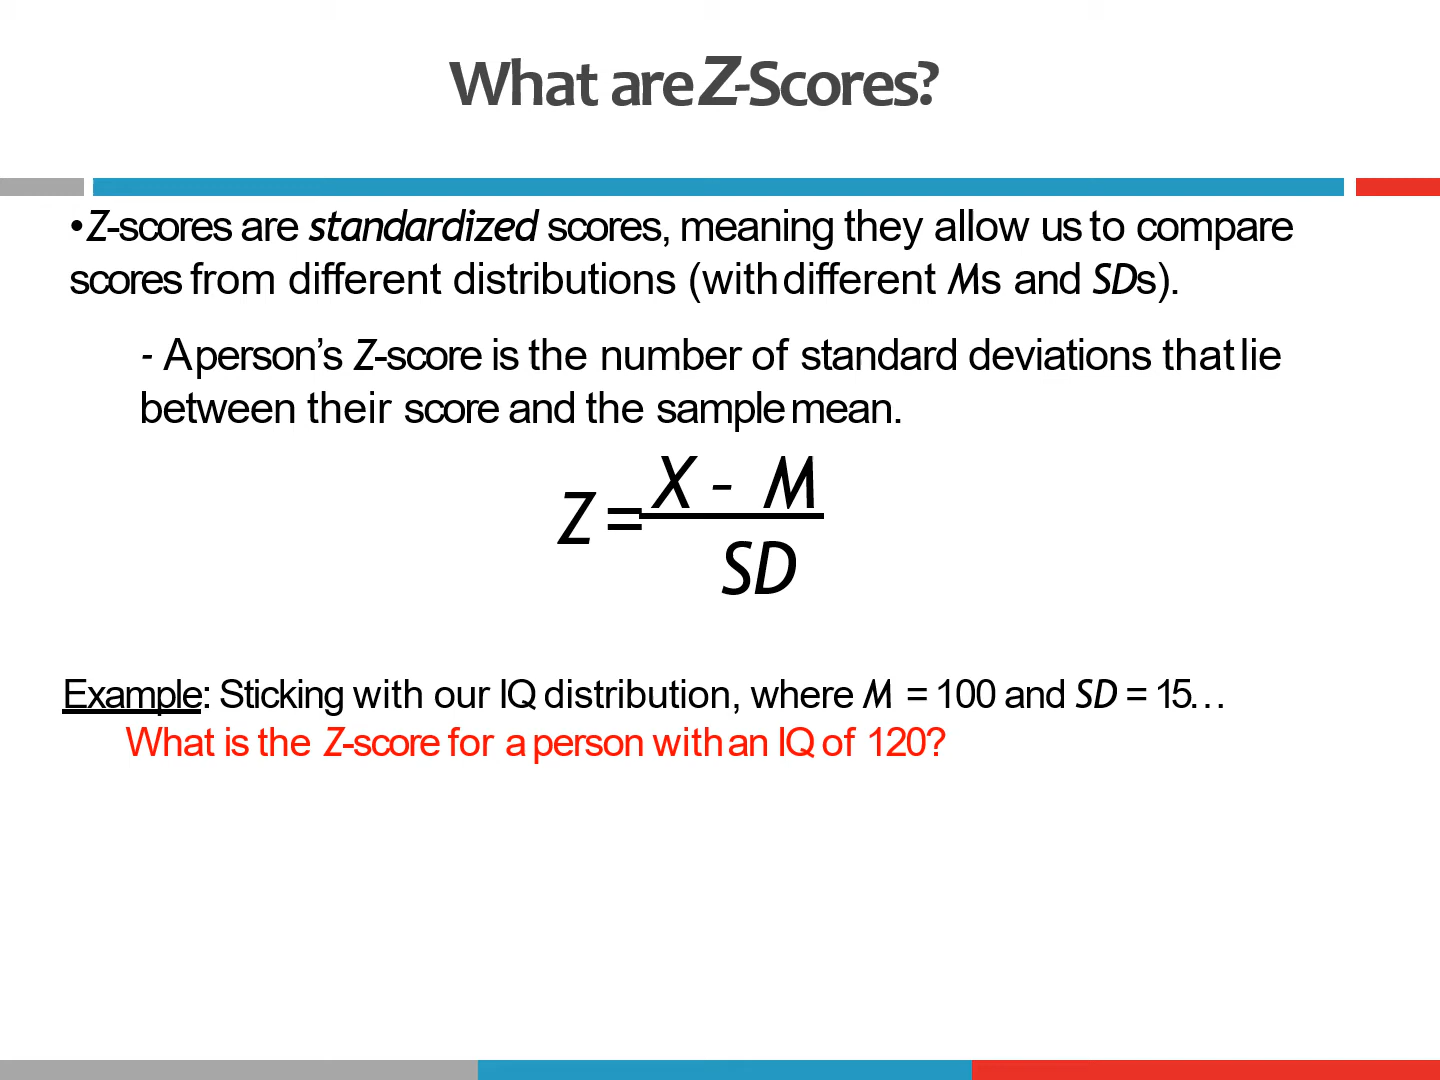 What are Z-Scores?
•Z-scores are standardized scores, meaning they allow us to compare
scores from different distributions (with different Ms and SDs).
- A person’s Z-score is the number of standard deviations that lie
between their score and the sample mean.
X - M
Z =
SD
Example: Sticking with our IQ distribution, where M = 100 and SD = 15…
What is the Z-score for a person with an IQ of 120?